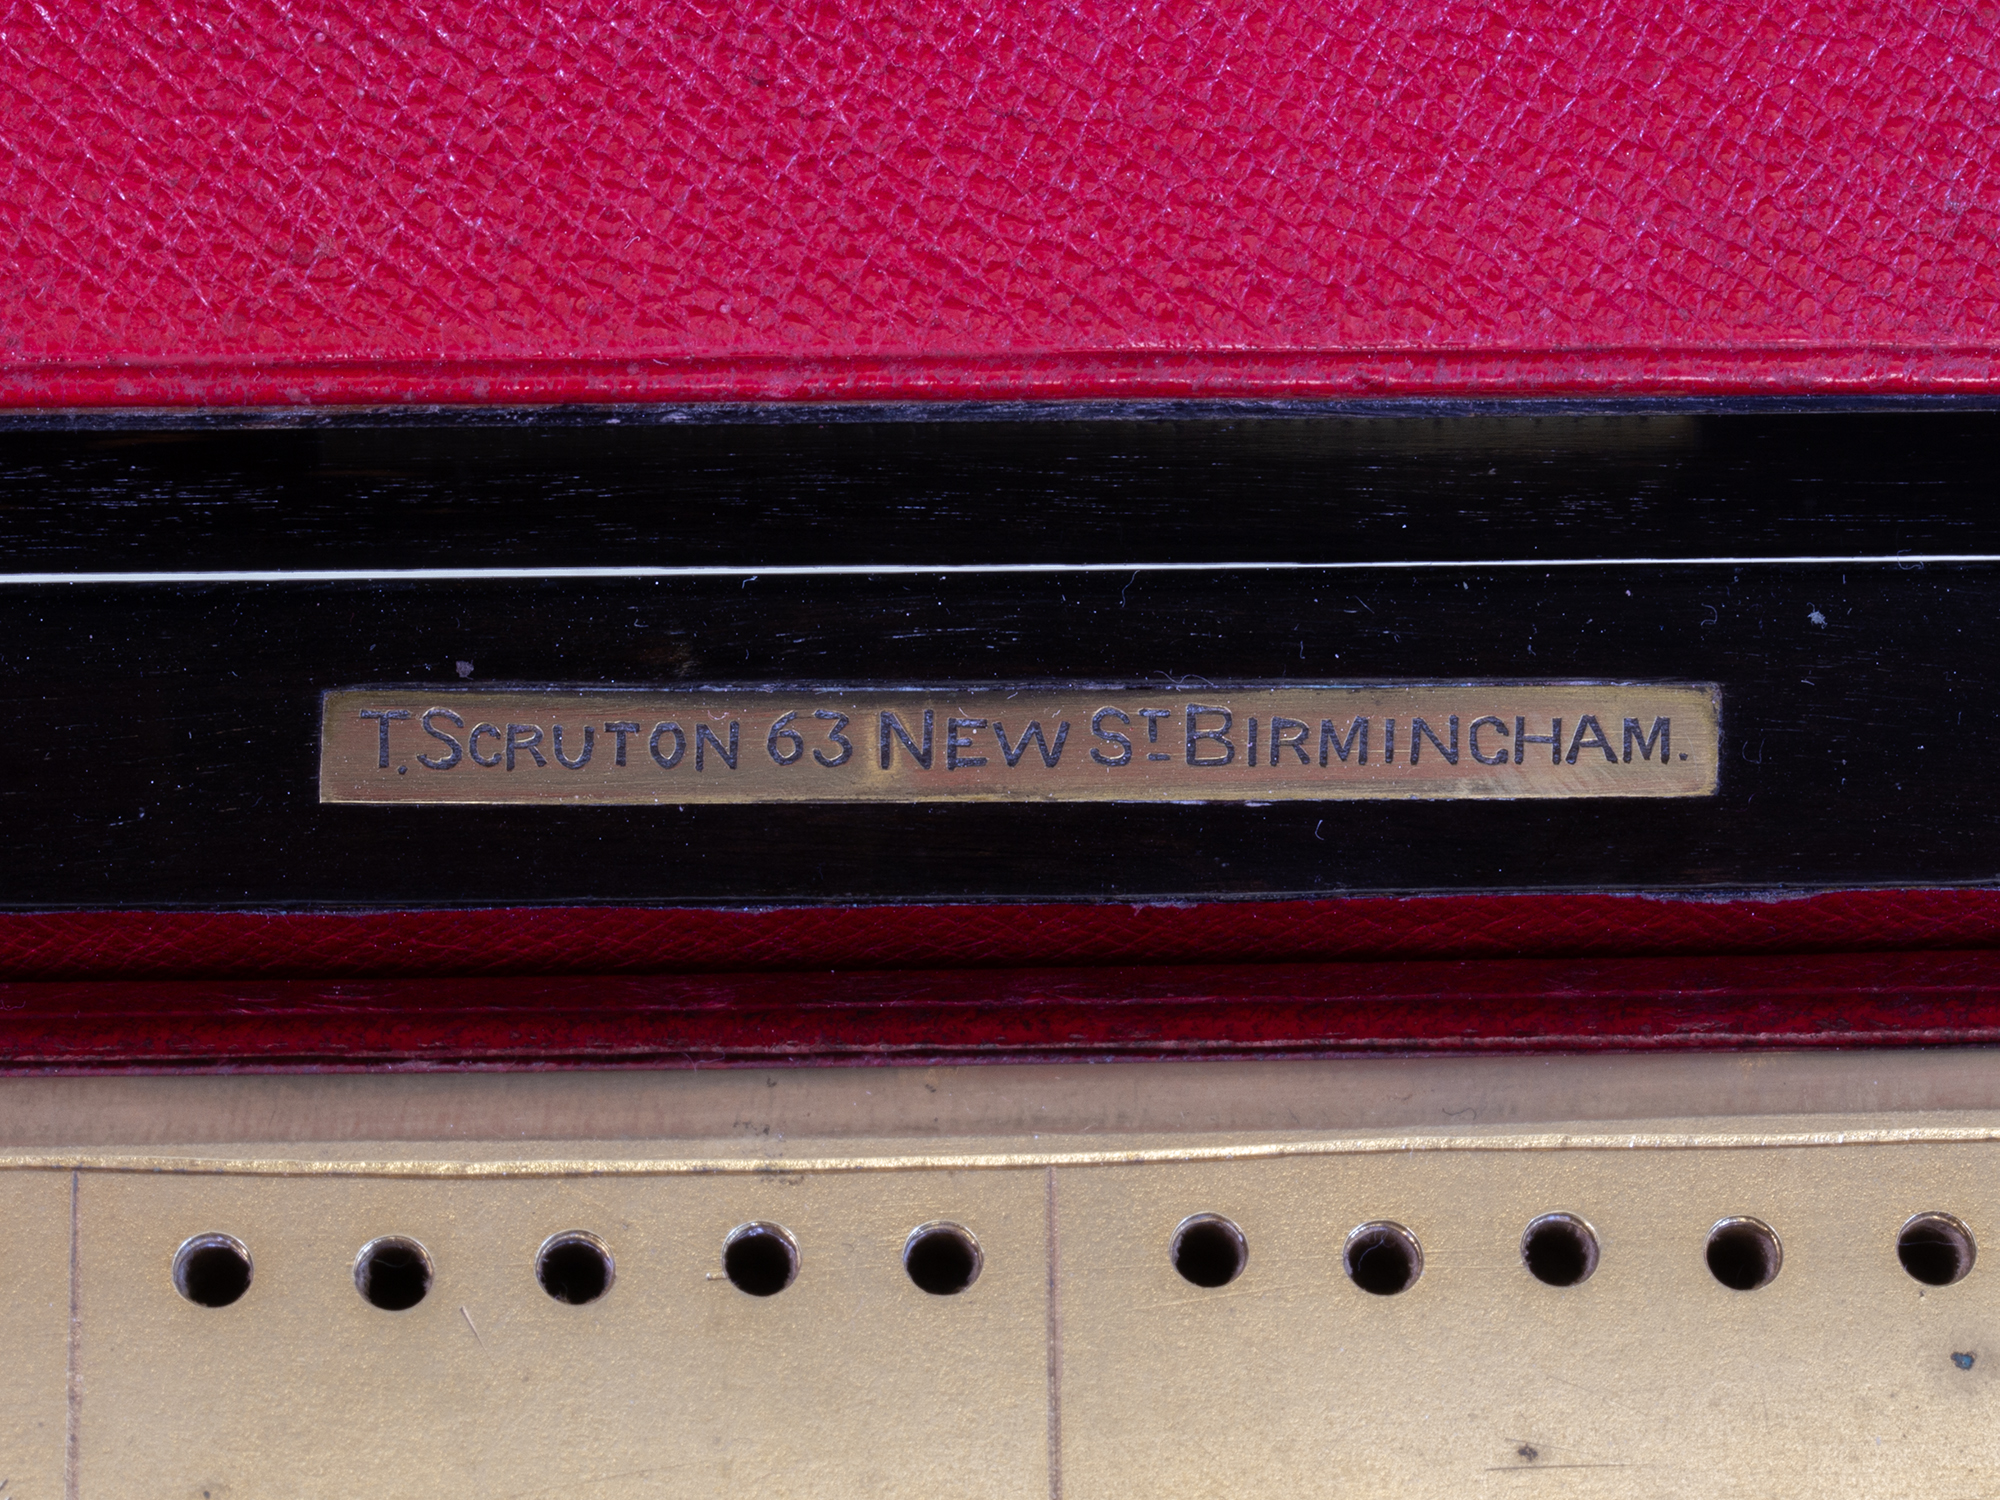 T. SCRUTON 63 NEW ST BIRMINGHAM.